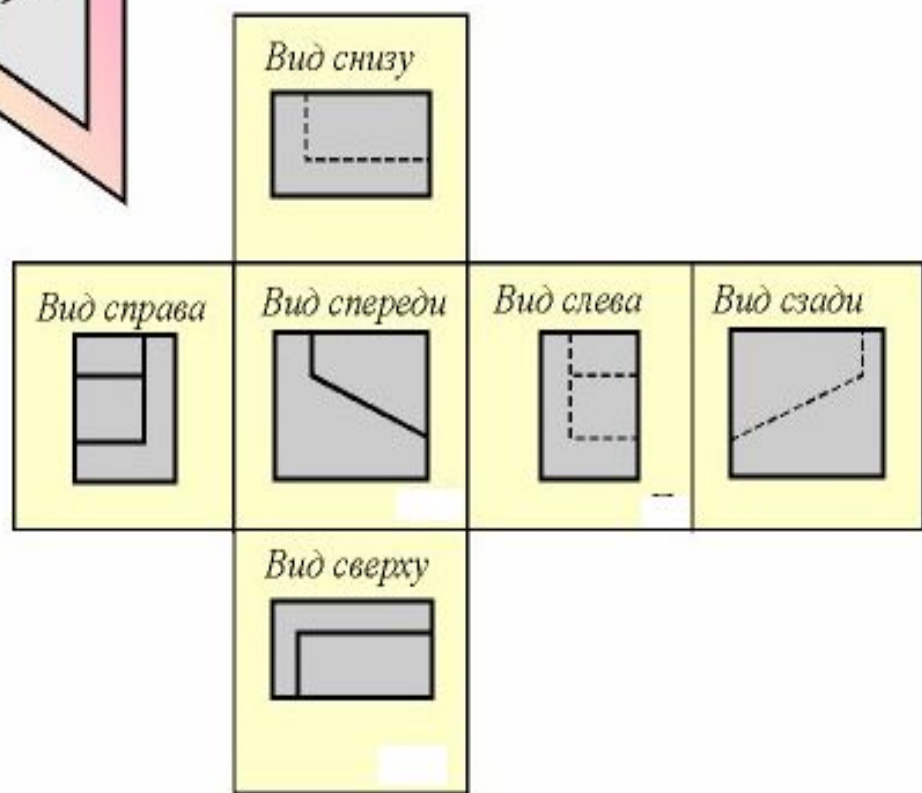 Вид снизу
Вид справа
Вид спереди
Вид слева
Вид сзади
Вид сверху